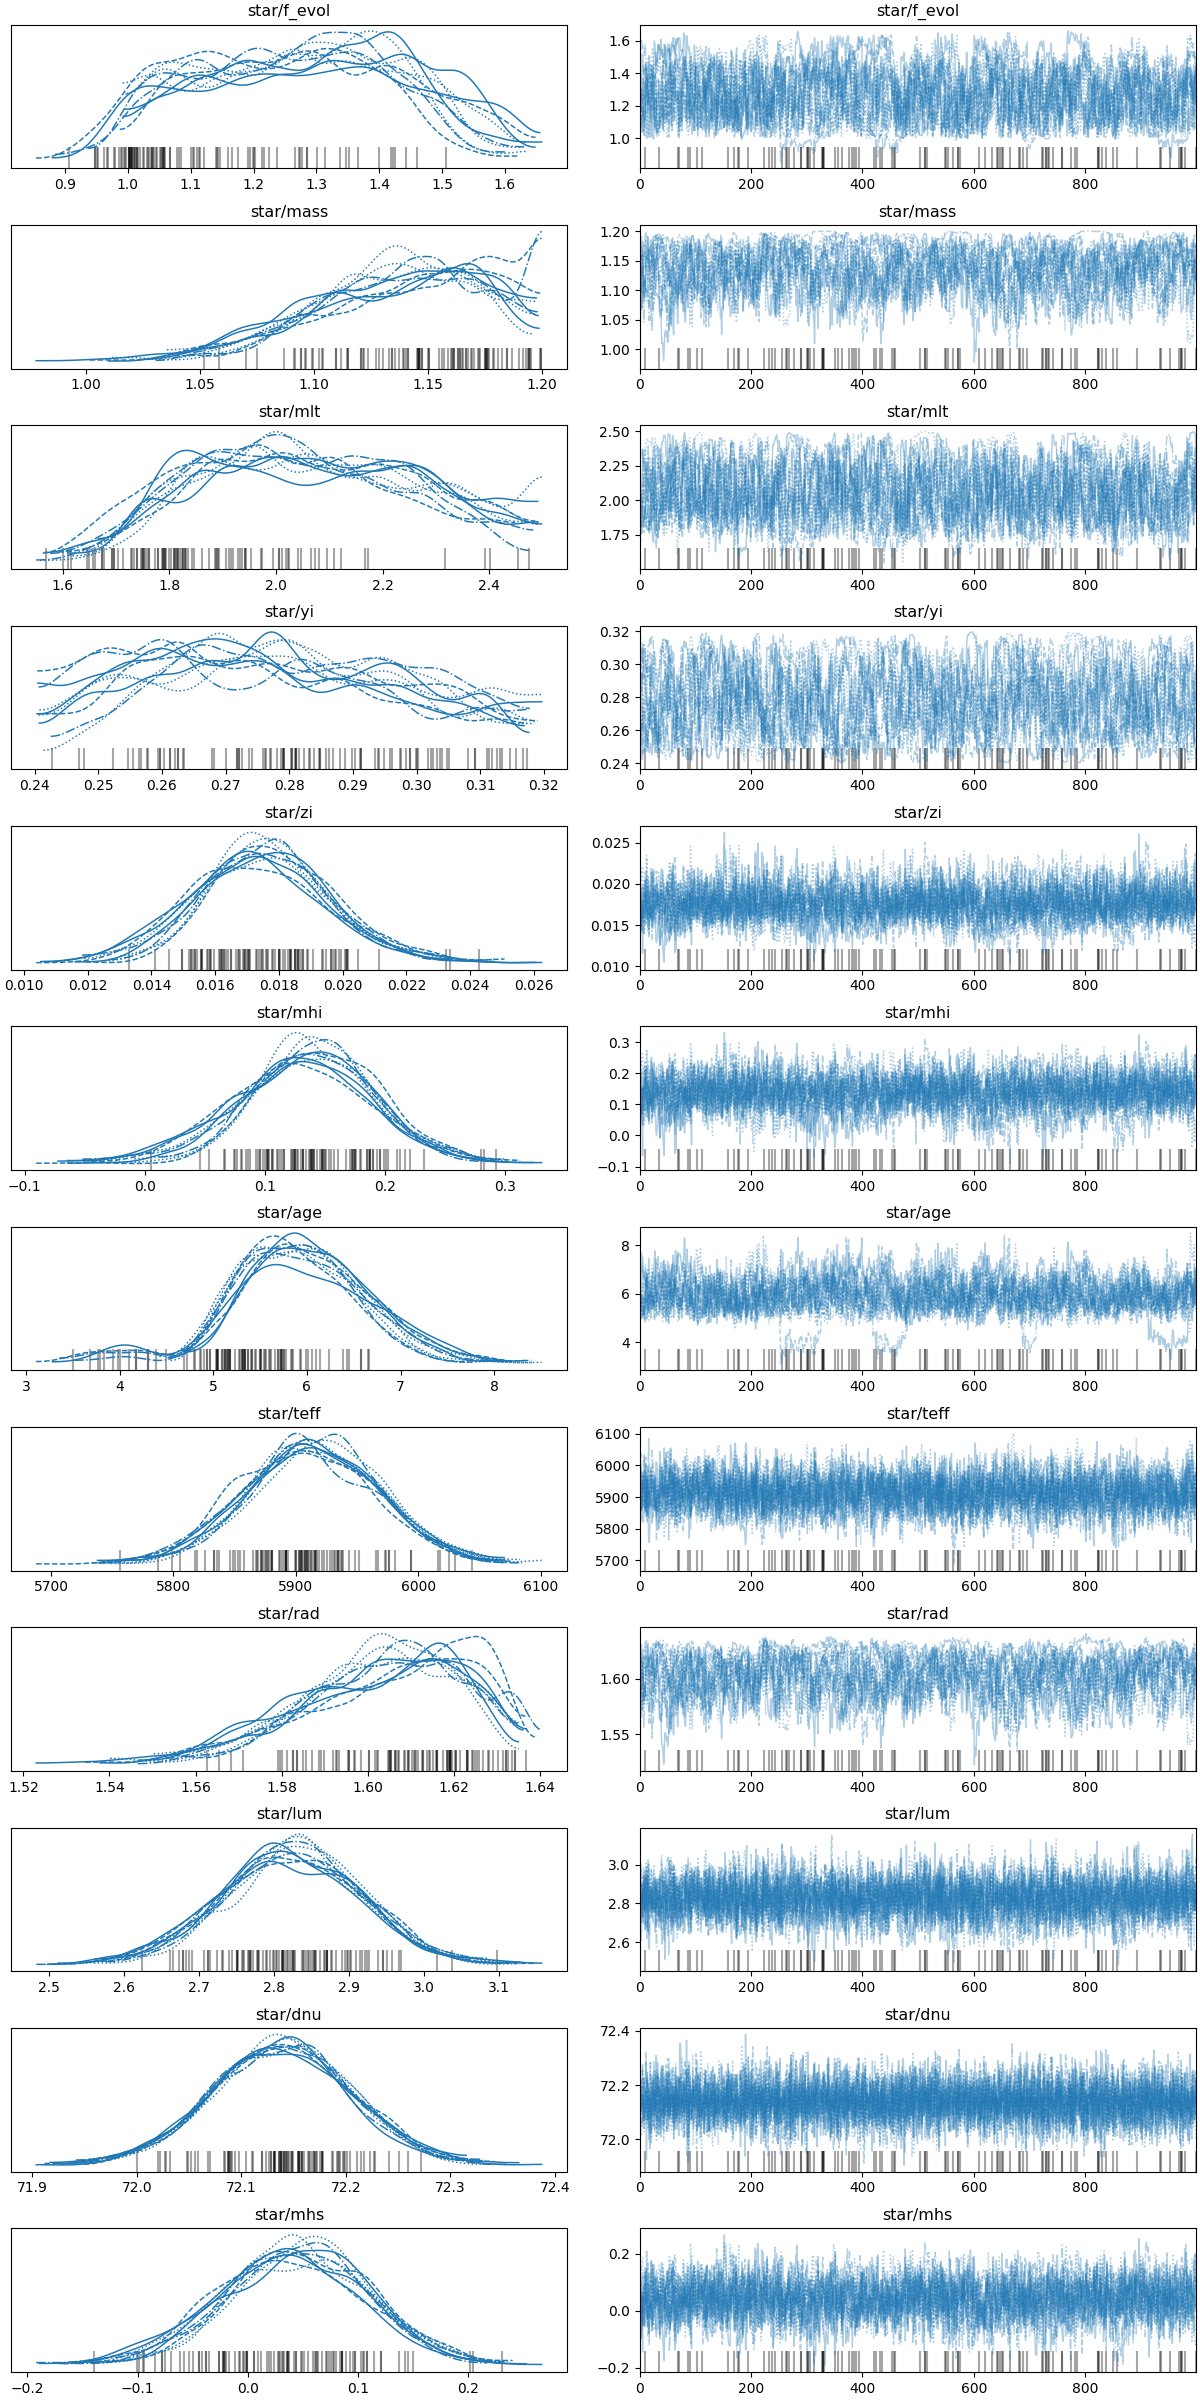 star/f_evol star/f_evol
1.6
1.4
1.2
1.0
0.9 1.0 1.1 1.2 1.3 1.4 1.5 1.6 0 200 400 600 800
star/mass star/mass
1.20
1.15
1.10
1.05
1.00
1.00 1.05 1.10 1.15 1.20 0 200 400 600 800
star/mlt star/mlt
2.50
2.25
2.00
1.75
1.6 1.8 2.0 2.2 2.4 0 200 400 600 800
star/yi star/yi
0.32
0.30
0.28
0.26
0.24
0.24 0.25 0.26 0.27 0.28 0.29 0.30 0.31 0.32 0 200 400 600 800
star/zi star/zi
0.025
0.020
0.015
0.010
0.010 0.012 0.014 0.016 0.018 0.020 0.022 0.024 0.026 0 200 400 600 800
star/mhi star/mhi
0.3
0.2
0.1
0.0
−0.1
−0.1 0.0 0.1 0.2 0.3 0 200 400 600 800
star/age star/age
8
6
4
3 4 5 6 7 8 0 200 400 600 800
star/teff star/teff
6100
6000
5900
5800
5700
5700 5800 5900 6000 6100 0 200 400 600 800
star/rad star/rad
1.60
1.55
1.52 1.54 1.56 1.58 1.60 1.62 1.64 0 200 400 600 800
star/lum star/lum
3.0
2.8
2.6
2.5 2.6 2.7 2.8 2.9 3.0 3.1 0 200 400 600 800
star/dnu star/dnu
72.4
72.2
72.0
71.9 72.0 72.1 72.2 72.3 72.4 0 200 400 600 800
star/mhs star/mhs
0.2
0.0
−0.2
−0.2 −0.1 0.0 0.1 0.2 0 200 400 600 800